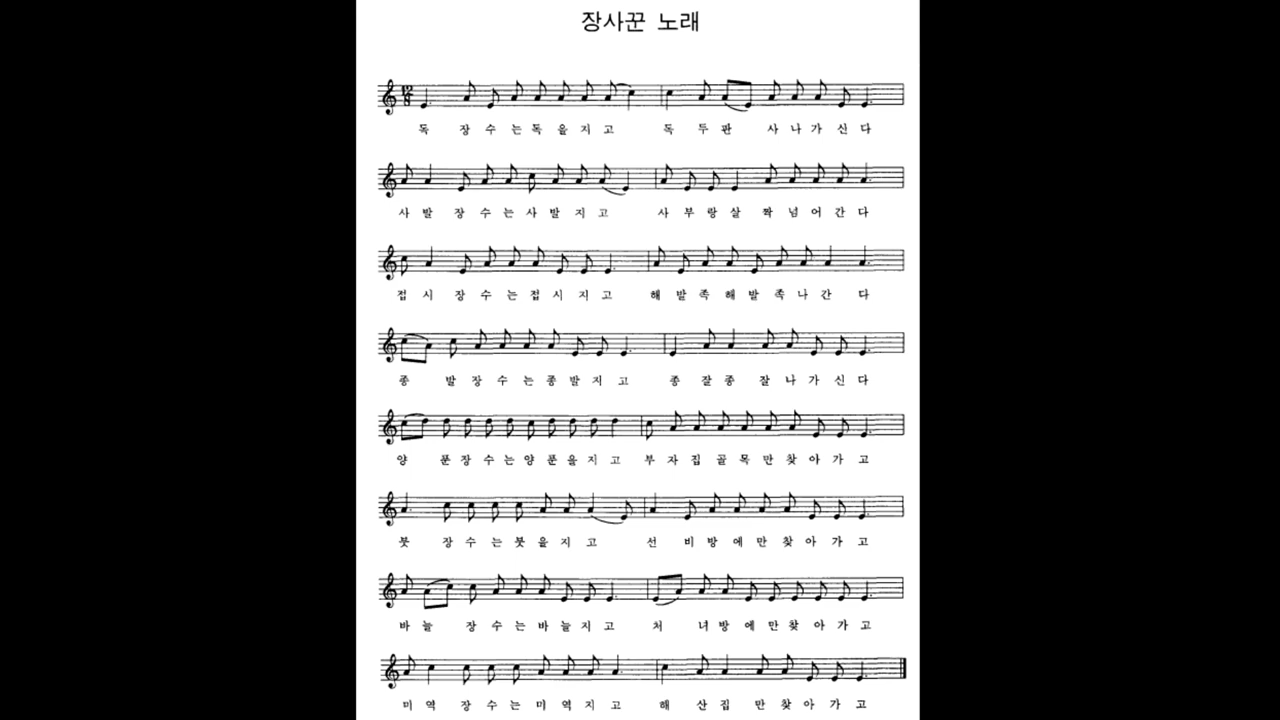 장사꾼 노래
12
8
독 장 수 는 독 을 지 고 독 두 판 사 나 가 신 다
사 발 장 수 는 사 발 지 고 사 부 랑 살 짝 넘 어 간 다
접 시 장 수 는 접 시 지 고 해 발 족 해 발 족 나 간 다
종 발 장 수 는 종 발 지 고 종 잘 종 잘 나 가 신 다
양 푼 장 수 는 양 푼 을 지 고 부 자 집 골 목 만 찾 아 가 고
붓 장 수 는 붓 을 지 고 선 비 방 에 만 찾 아 가 고
바 늘 장 수 는 바 늘 지 고 처 녀 방 에 만 찾 아 가 고
미 역 장 수 는 미 역 지 고 해 산 집 만 찾 아 가 고